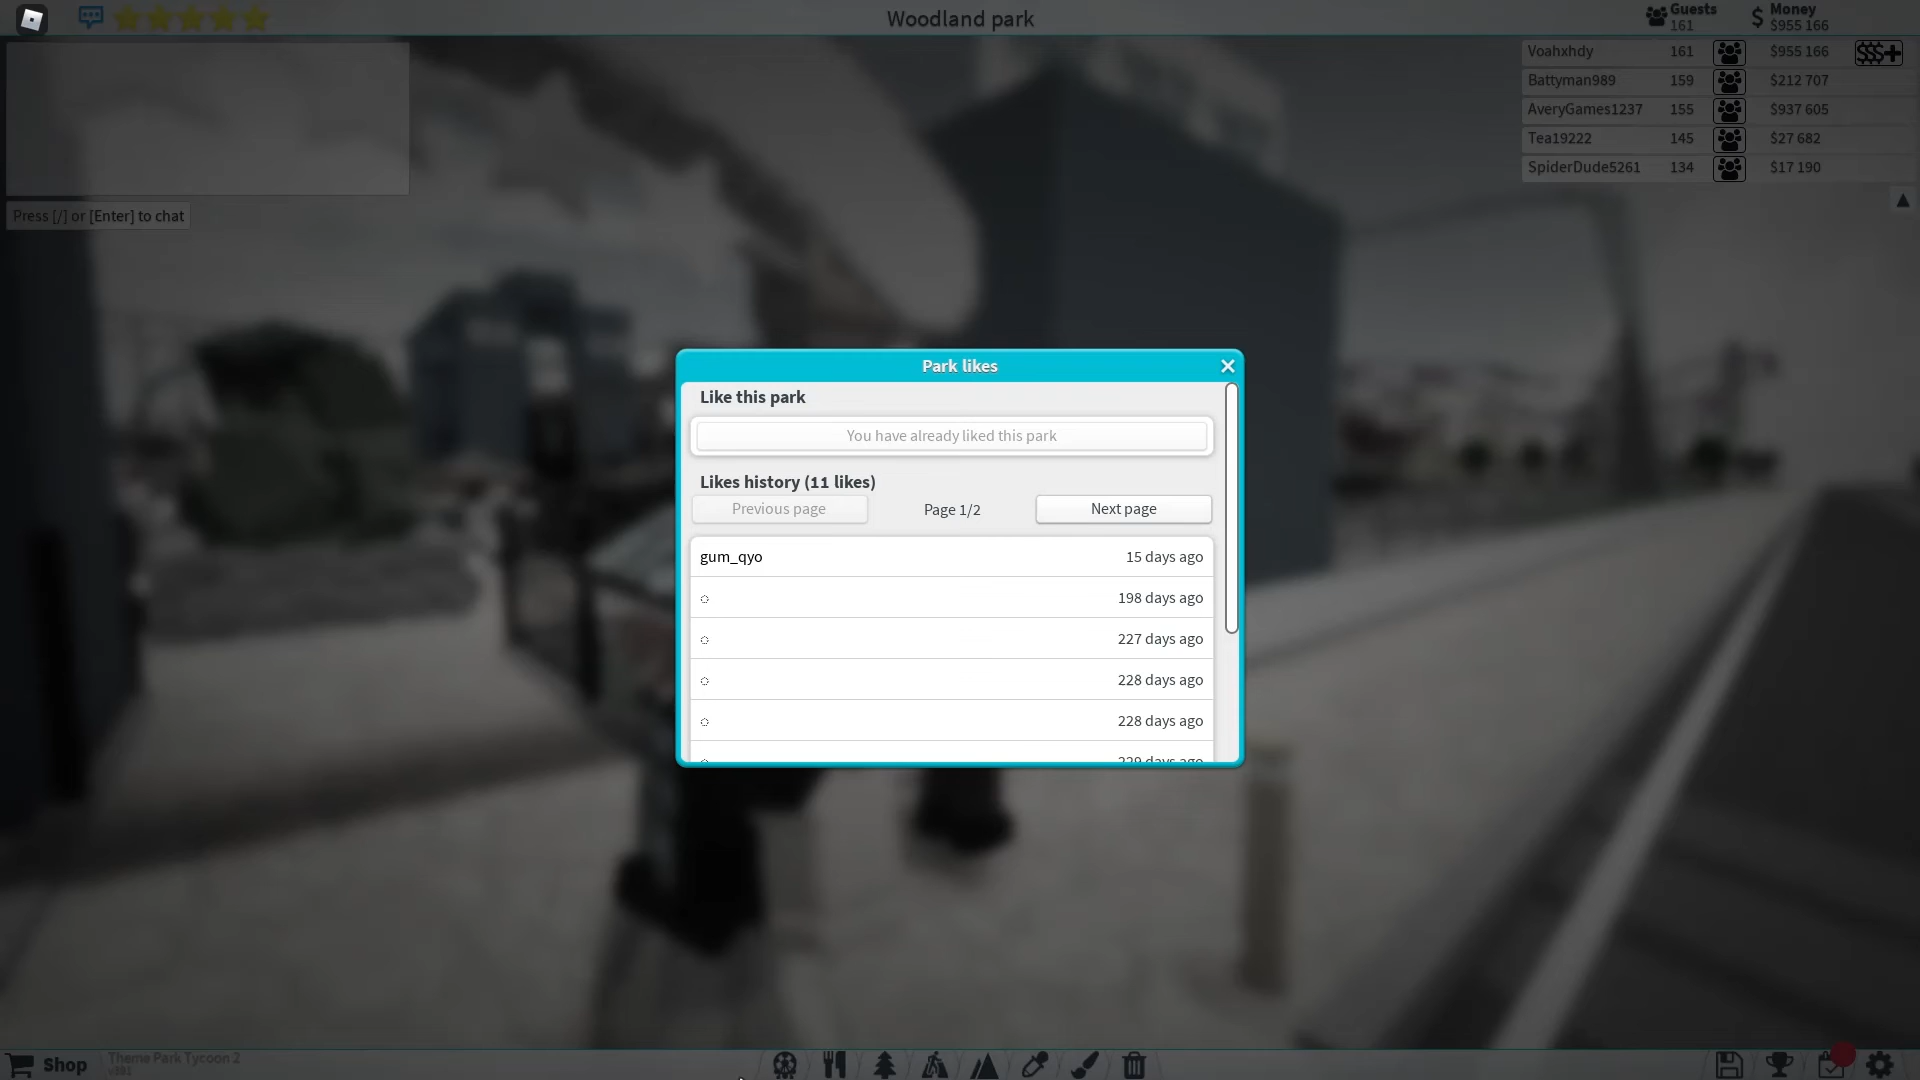 Woodland park
Guests
161
Money
$955 166
Voahxhdy 161 $955 166 $$$+
Battyman989 159 $212 707
AveryGames1237 155 $937 605
Tea19222 145 $27 682
SpiderDude5261 134 $17 190
Press [/] or [Enter] to chat
Park likes
Like this park
You have already liked this park
Likes history (11 likes)
Previous page Page 1/2 Next page
gum_qyo 15 days ago
198 days ago
227 days ago
228 days ago
228 days ago
229 days ago
Shop
Theme Park Tycoon 2